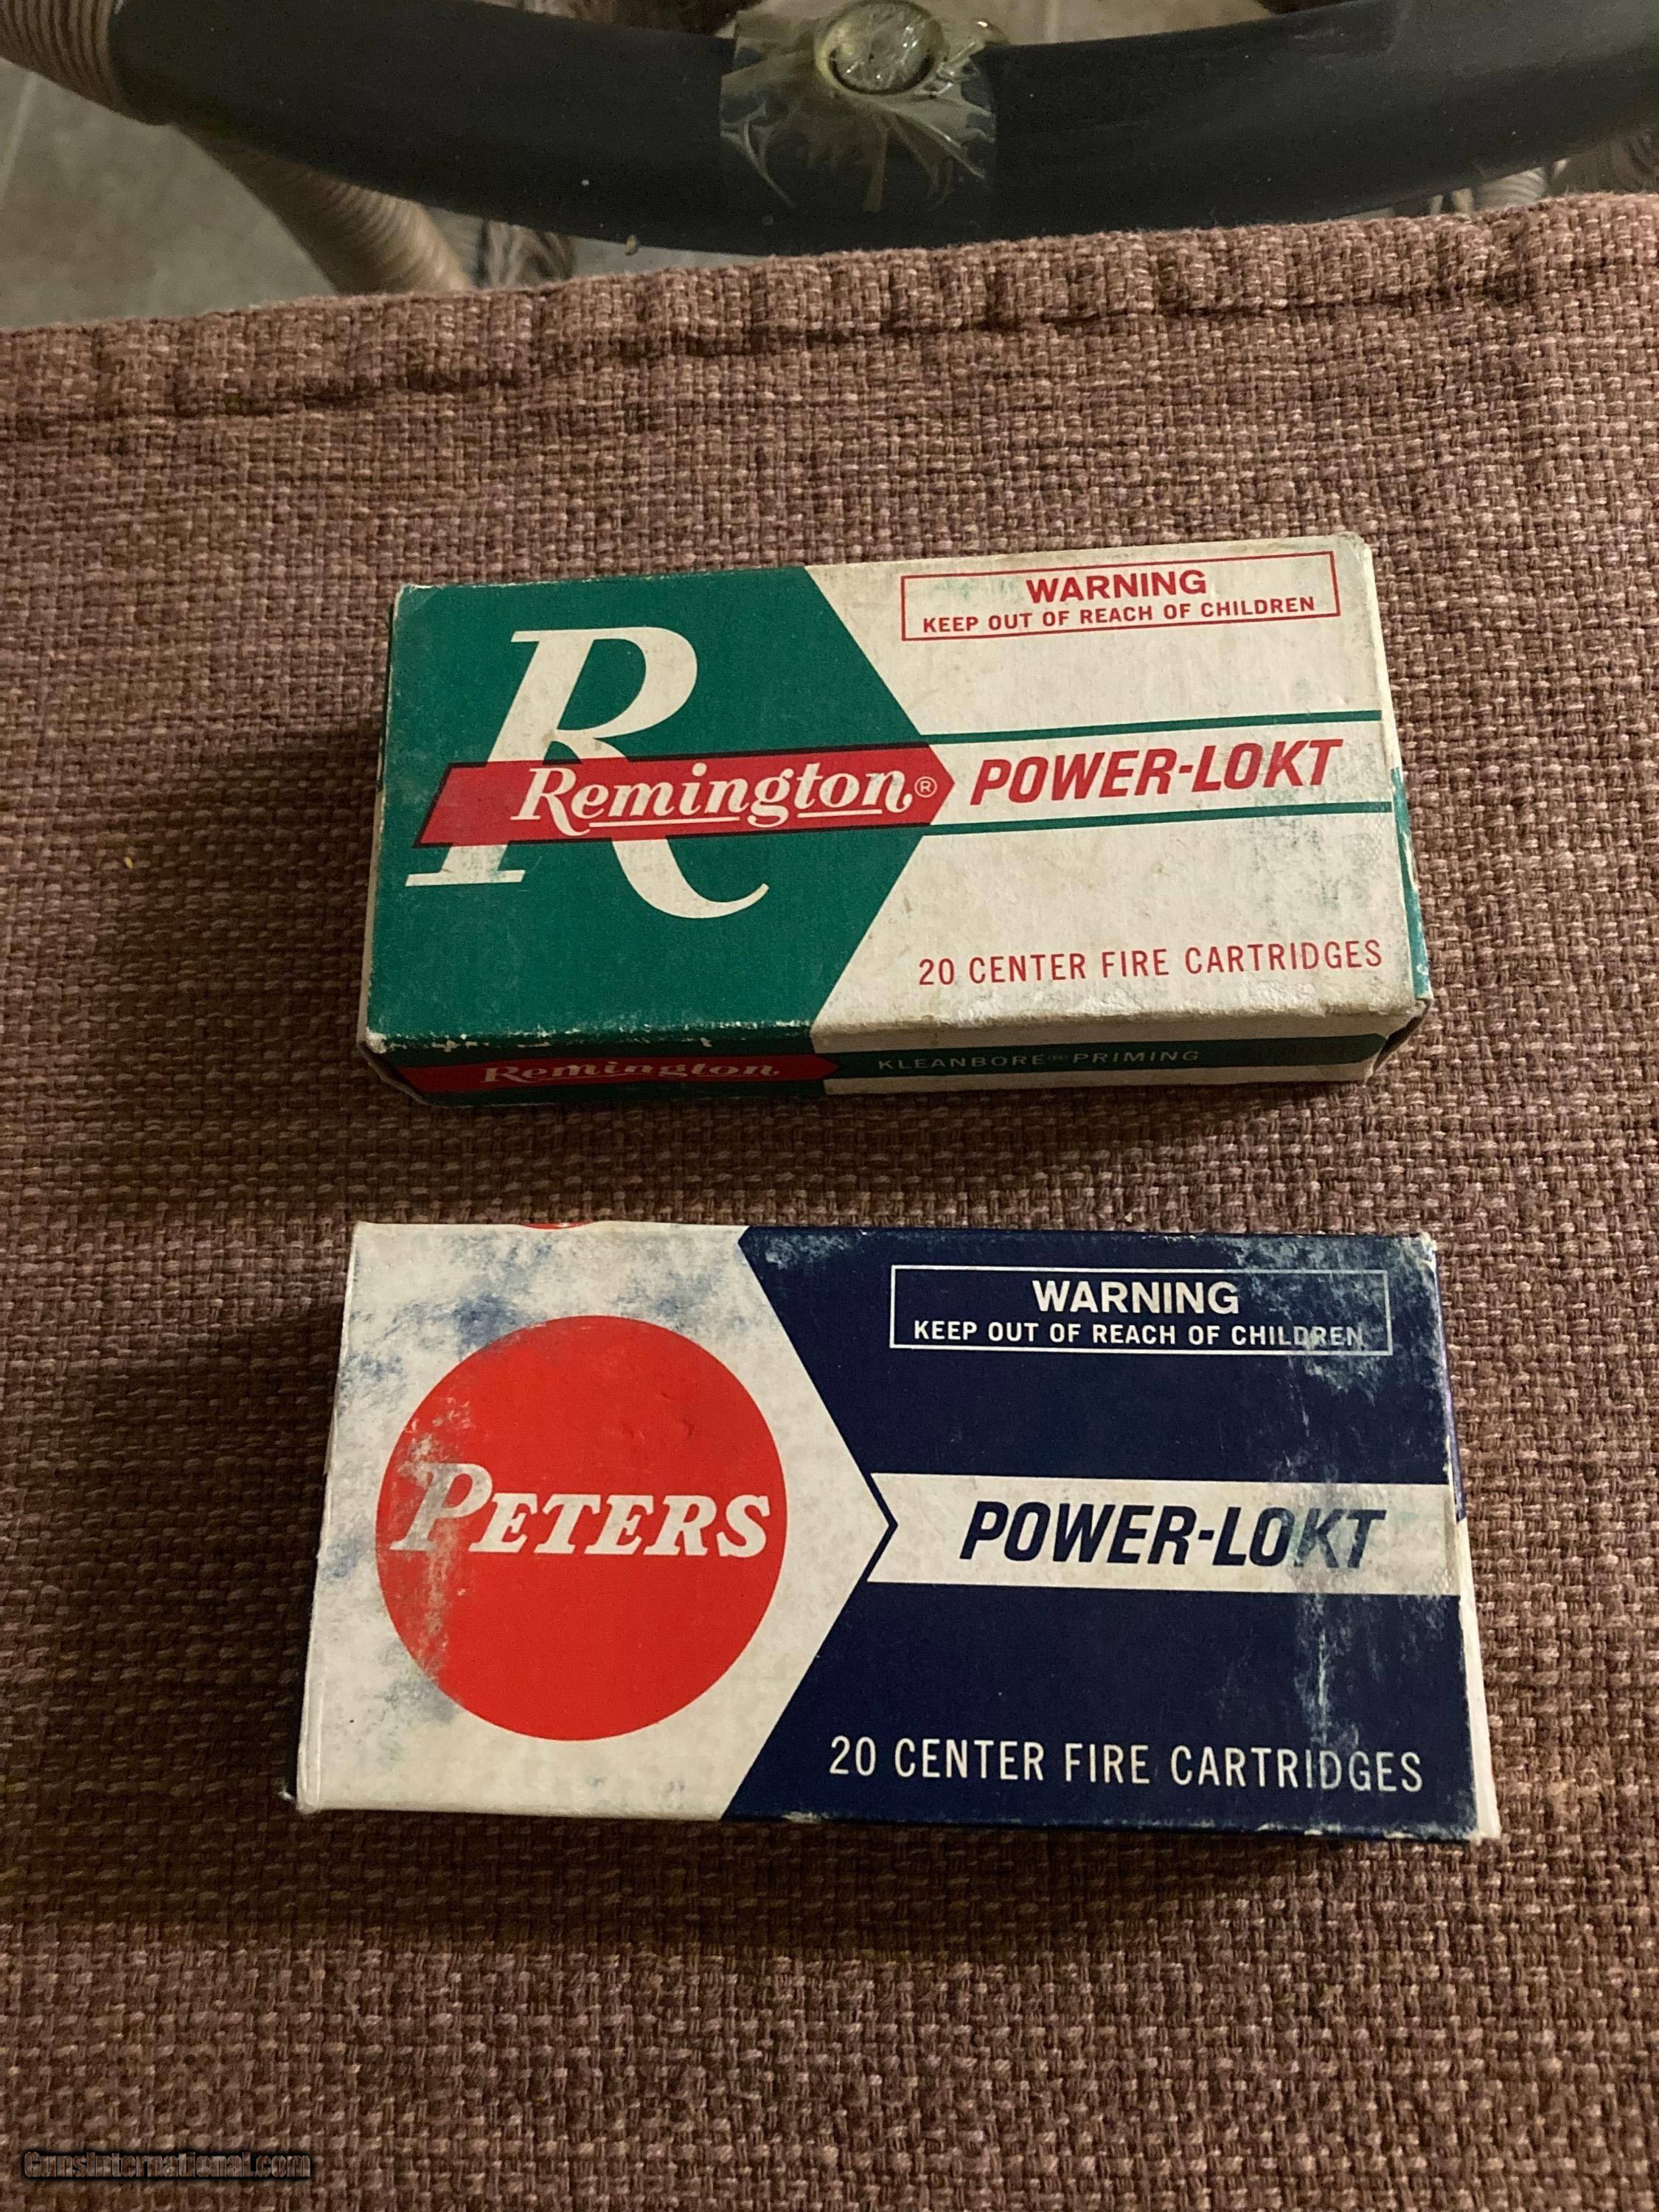 WARNING
KEEP OUT OF REACH OF CHILDREN
R
Remington®
POWER-LOKT
20 CENTER FIRE CARTRIDGES
Remington
KLEANBORE® PRIMING
WARNING
KEEP OUT OF REACH OF CHILDREN
PETERS
POWER-LOKT
20 CENTER FIRE CARTRIDGES
GunsInternational.com